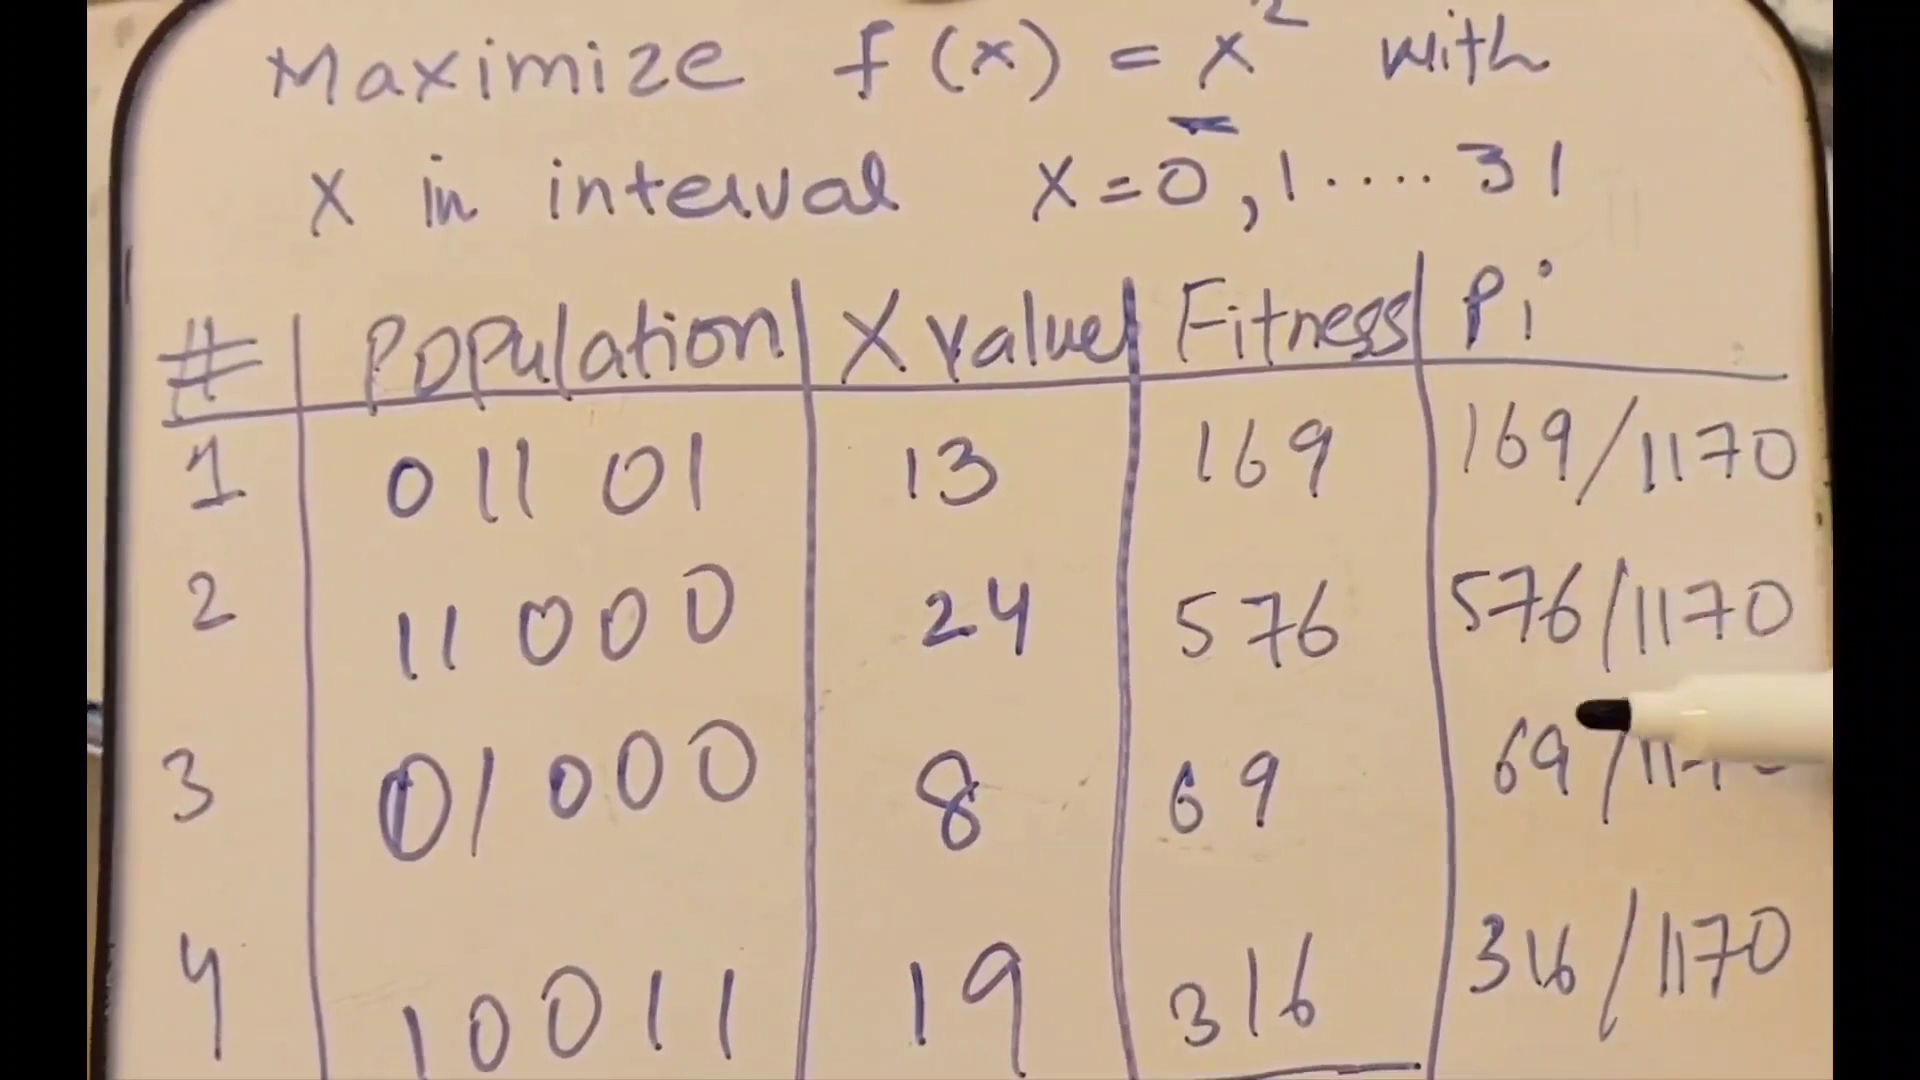 Maximize f(x) = x² with
x in interval x=0,1....31
# Population X value Fitness Pi
1 01101 13 169 169/1170
2 11000 24 576 576/1170
3 01000 8 69 69/
4 10011 19 316 316/1170